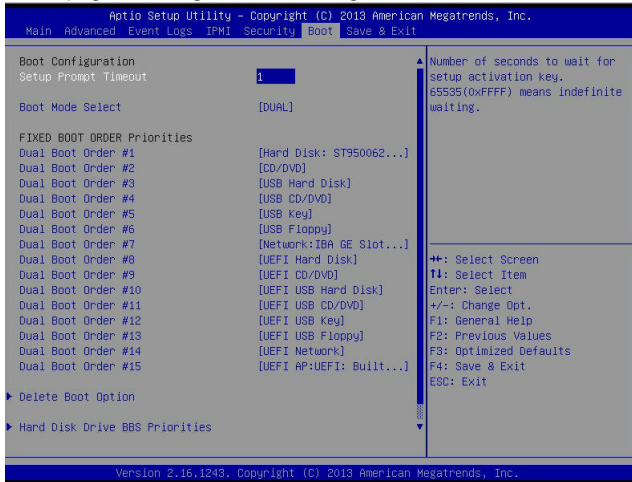 Aptio Setup Utility – Copyright (C) 2013 American Megatrends, Inc.
Main Advanced Event Logs IPMI Security Boot Save & Exit
Boot Configuration
Setup Prompt Timeout 1
Boot Mode Select [DUAL]
FIXED BOOT ORDER Priorities
Dual Boot Order #1 [Hard Disk: ST950062...]
Dual Boot Order #2 [CD/DVD]
Dual Boot Order #3 [USB Hard Disk]
Dual Boot Order #4 [USB CD/DVD]
Dual Boot Order #5 [USB Key]
Dual Boot Order #6 [USB Floppy]
Dual Boot Order #7 [Network:IBA GE Slot...]
Dual Boot Order #8 [UEFI Hard Disk]
Dual Boot Order #9 [UEFI CD/DVD]
Dual Boot Order #10 [UEFI USB Hard Disk]
Dual Boot Order #11 [UEFI USB CD/DVD]
Dual Boot Order #12 [UEFI USB Key]
Dual Boot Order #13 [UEFI USB Floppy]
Dual Boot Order #14 [UEFI Network]
Dual Boot Order #15 [UEFI AP:UEFI: Built...]
Delete Boot Option
Hard Disk Drive BBS Priorities
Number of seconds to wait for
setup activation key.
65535(0xFFFF) means indefinite
waiting.
→←: Select Screen
↑↓: Select Item
Enter: Select
+/-: Change Opt.
F1: General Help
F2: Previous Values
F3: Optimized Defaults
F4: Save & Exit
ESC: Exit
Version 2.16.1243. Copyright (C) 2013 American Megatrends, Inc.